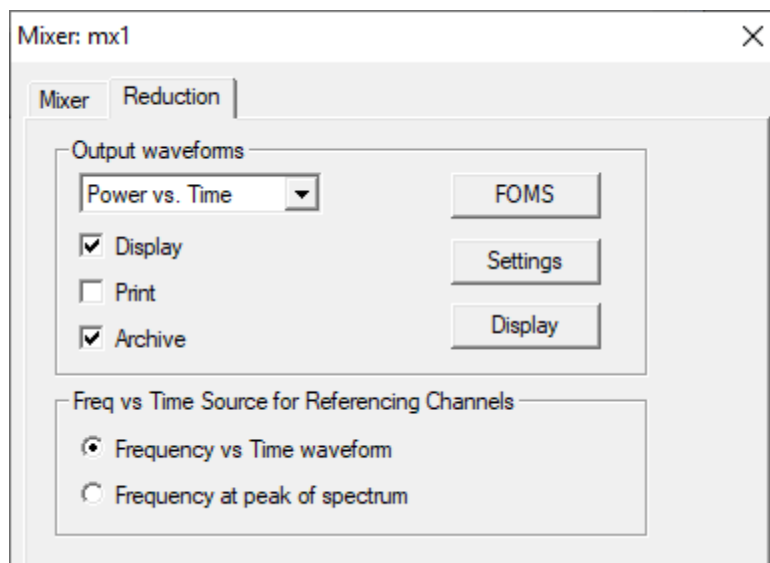 Mixer: mx1
Mixer
Reduction
Output waveforms
Power vs. Time
FOMS
Display
Settings
Print
Archive
Display
Freq vs Time Source for Referencing Channels
Frequency vs Time waveform
Frequency at peak of spectrum